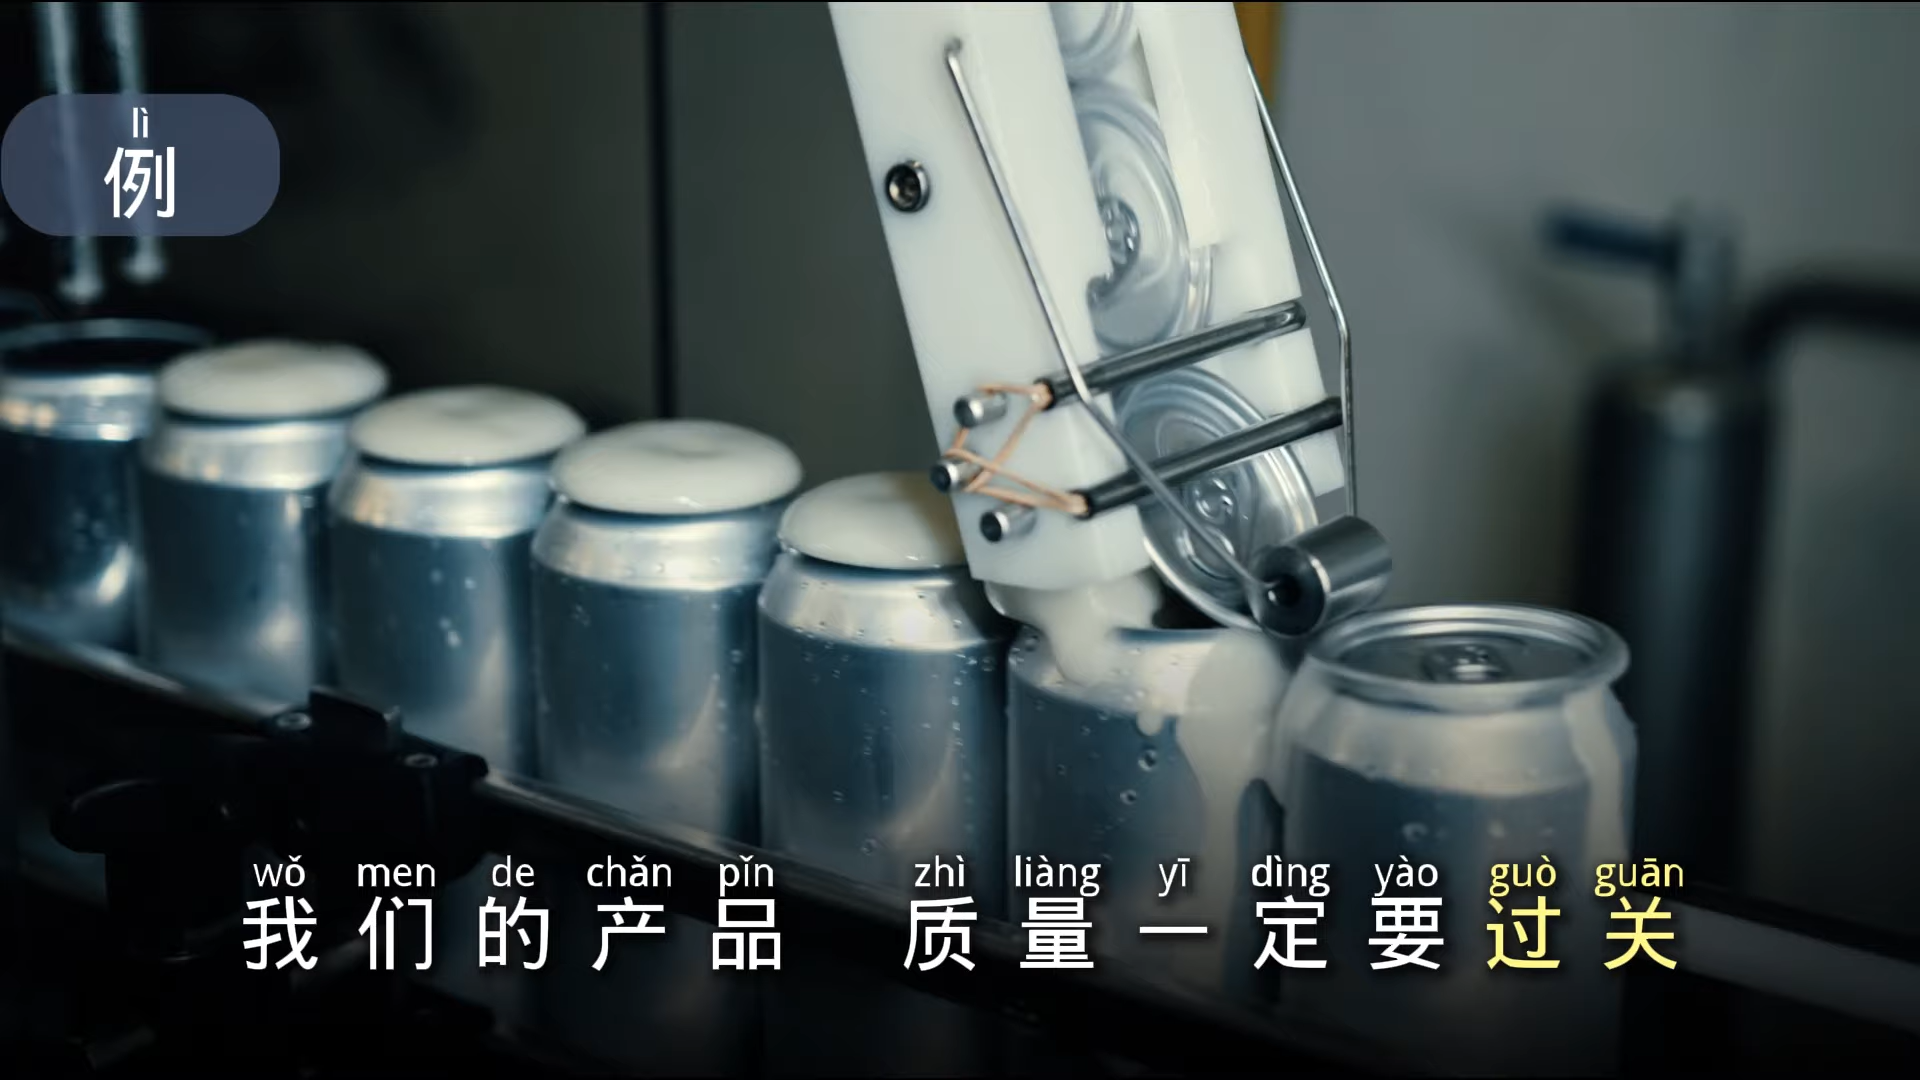 lì
例
wǒ men de chǎn pǐn zhì liàng yī dìng yào guò guān
我们的产品 质量一定要过关